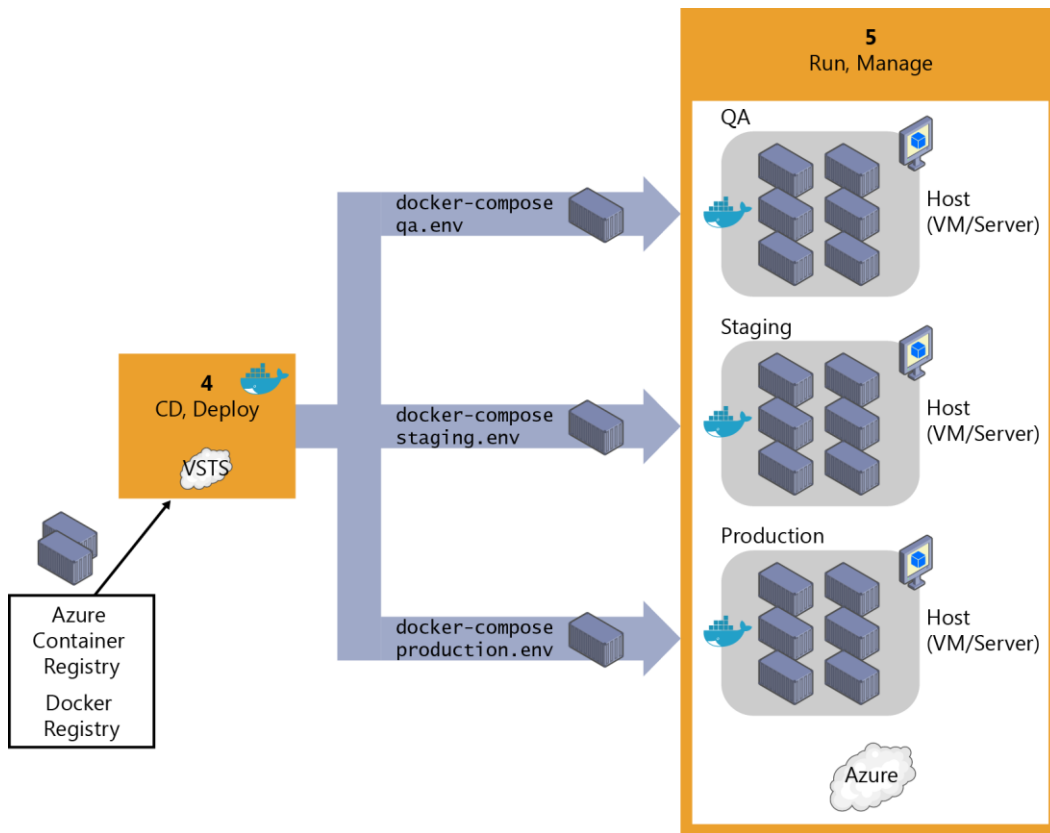 5
Run, Manage
QA
docker-compose
qa.env
Host
(VM/Server)
Staging
4
CD, Deploy
VSTS
docker-compose
staging.env
Host
(VM/Server)
Production
Azure
Container
Registry
Docker
Registry
docker-compose
production.env
Host
(VM/Server)
Azure